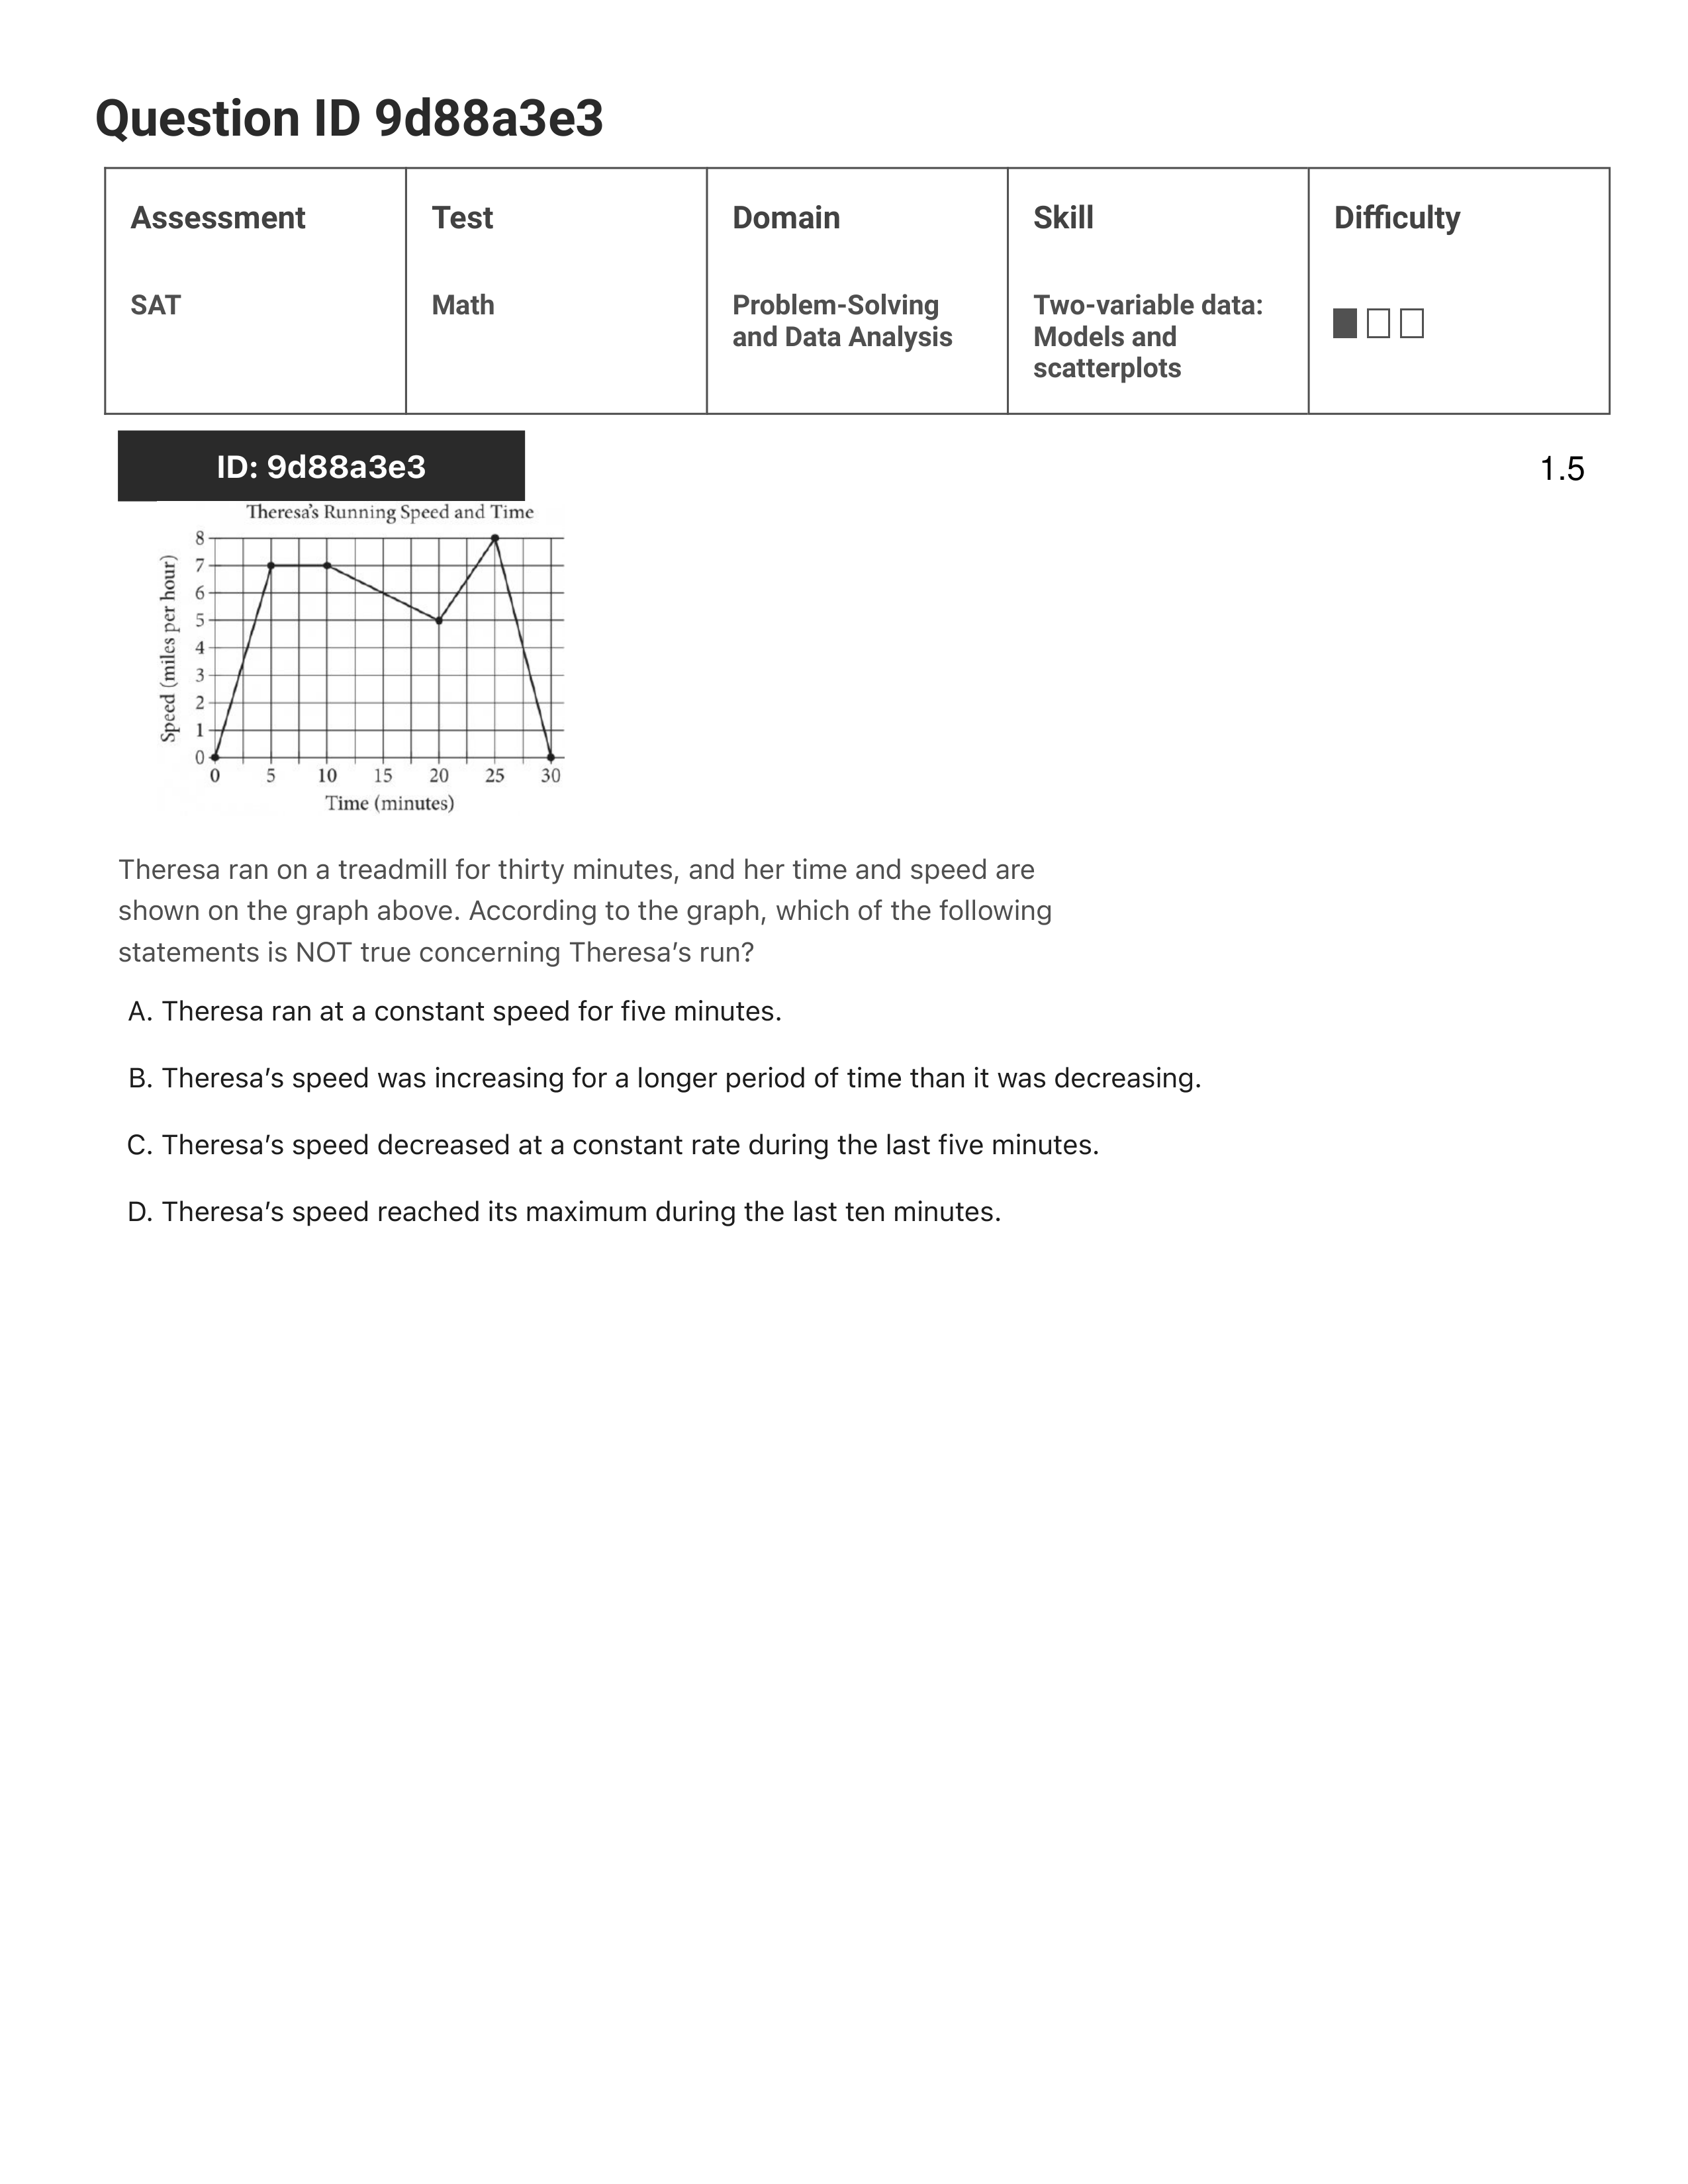 Question ID 9d88a3e3
Assessment
Test
Domain
Skill
Difficulty
SAT
Math
Problem-Solving
and Data Analysis
Two-variable data:
Models and
scatterplots
ID: 9d88a3e3
1.5
Theresa's Running Speed and Time
Speed (miles per hour)
8
7
6
5
4
3
2
1
0
0 5 10 15 20 25 30
Time (minutes)
Theresa ran on a treadmill for thirty minutes, and her time and speed are
shown on the graph above. According to the graph, which of the following
statements is NOT true concerning Theresa's run?
A. Theresa ran at a constant speed for five minutes.
B. Theresa's speed was increasing for a longer period of time than it was decreasing.
C. Theresa's speed decreased at a constant rate during the last five minutes.
D. Theresa's speed reached its maximum during the last ten minutes.